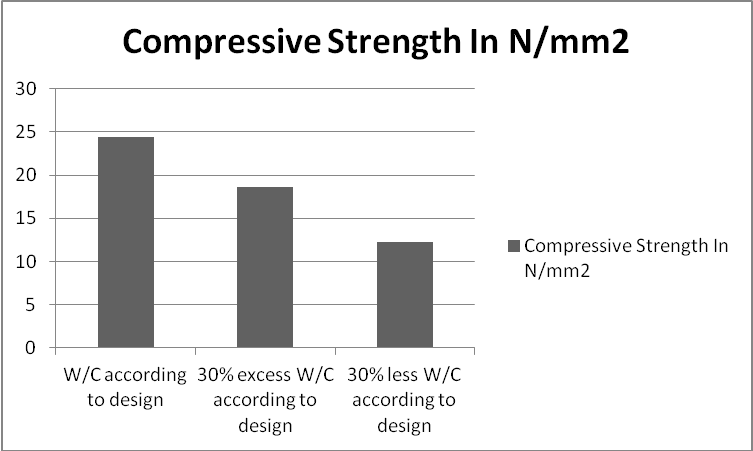 Compressive Strength In N/mm2
30
25
20
15
10
5
0
W/C according
to design
30% excess W/C
according to
design
30% less W/C
according to
design
Compressive Strength In
N/mm2